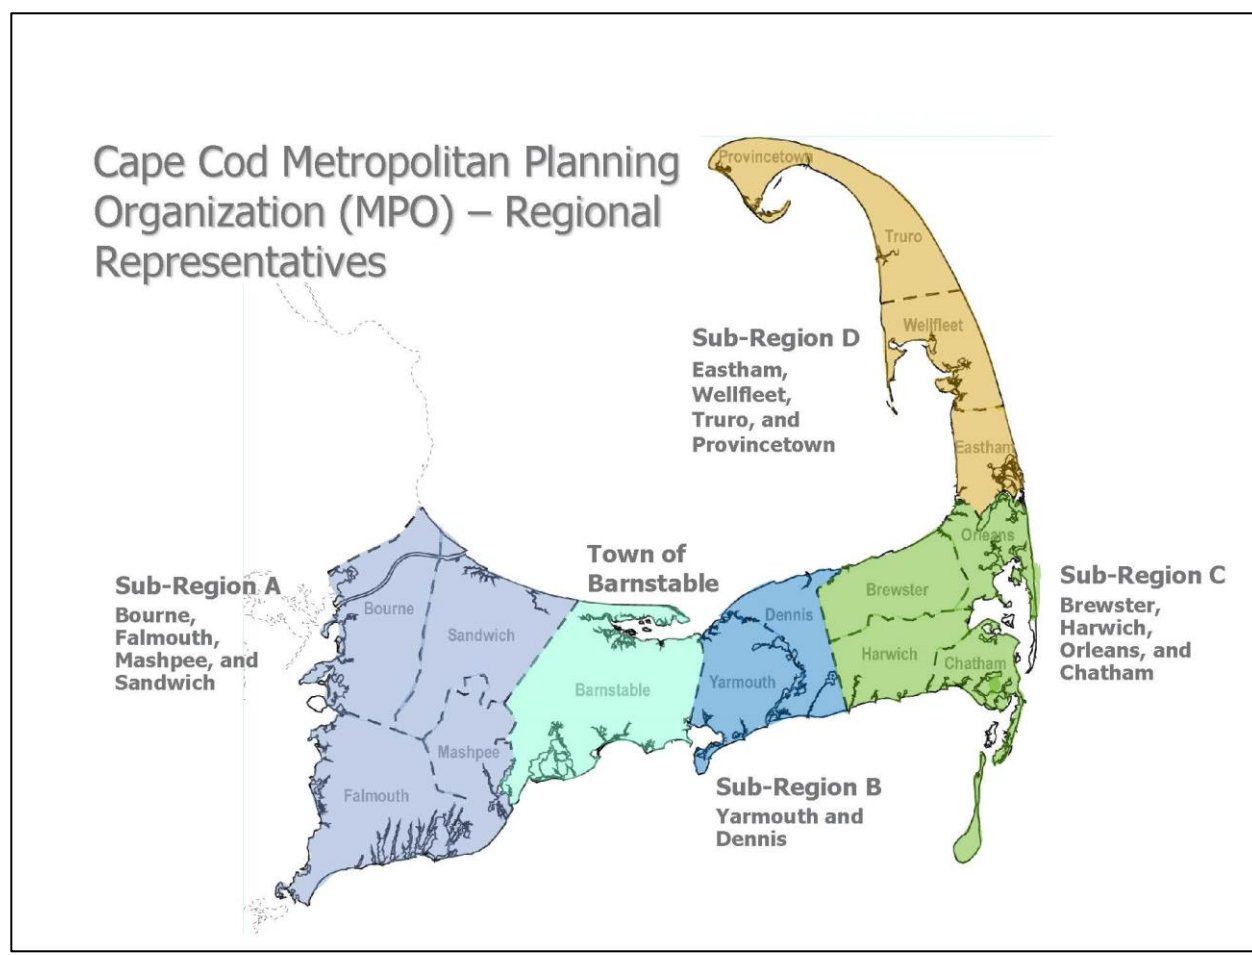 Cape Cod Metropolitan Planning
Organization (MPO) – Regional
Representatives
Provincetown
Truro
Wellfleet
Eastham
Sub-Region D
Eastham,
Wellfleet,
Truro, and
Provincetown
Sub-Region A
Bourne,
Falmouth,
Mashpee, and
Sandwich
Bourne
Sandwich
Mashpee
Falmouth
Town of
Barnstable
Barnstable
Dennis
Yarmouth
Sub-Region B
Yarmouth and
Dennis
Orleans
Brewster
Harwich
Chatham
Sub-Region C
Brewster,
Harwich,
Orleans, and
Chatham